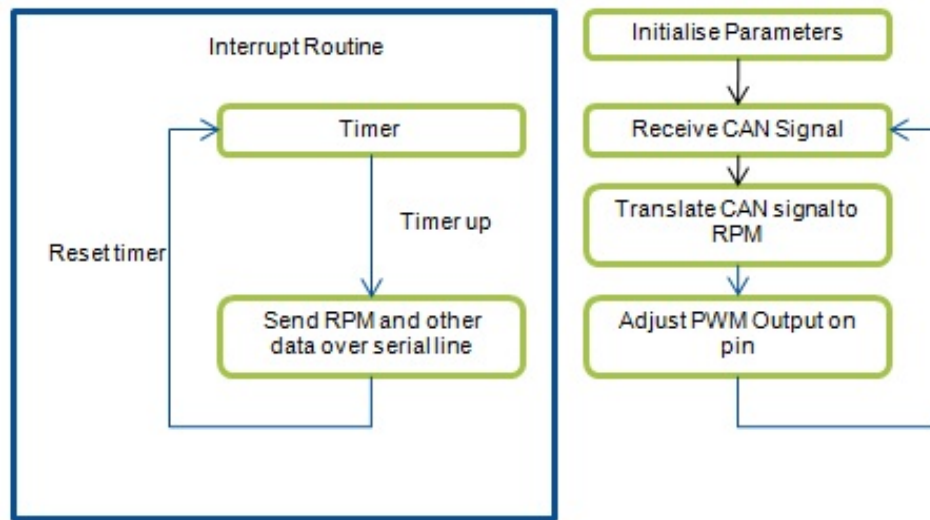 Interrupt Routine
Timer
Timer up
Reset timer
Send RPM and other
data over serial line
Initialise Parameters
Receive CAN Signal
Translate CAN signal to
RPM
Adjust PWM Output on
pin